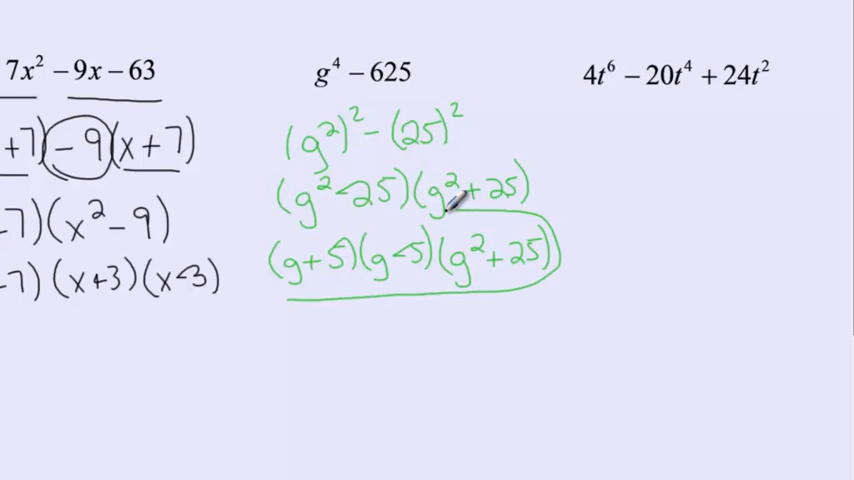 7x² − 9x − 63
+7) − 9(x + 7)
-7)(x² − 9)
-7)(x+3)(x-3)
g⁴ − 625
(g²)² − (25)²
(g² - 25)(g² + 25)
(g+5)(g-5)(g²+25)
4t⁶ − 20t⁴ + 24t²